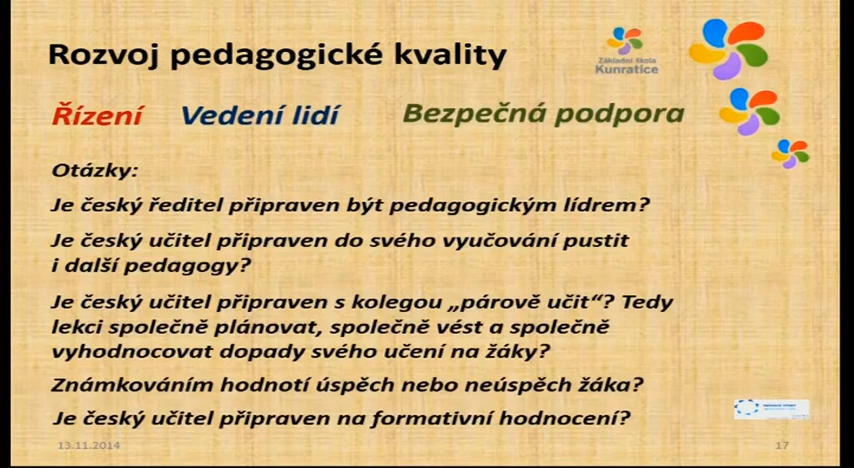 Rozvoj pedagogické kvality
Základní škola
Kunratice
Řízení Vedení lidí Bezpečná podpora
Otázky:
Je český ředitel připraven být pedagogickým lídrem?
Je český učitel připraven do svého vyučování pustit
i další pedagogy?
Je český učitel připraven s kolegou „párově učit“? Tedy
lekci společně plánovat, společně vést a společně
vyhodnocovat dopady svého učení na žáky?
Známkováním hodnotí úspěch nebo neúspěch žáka?
Je český učitel připraven na formativní hodnocení?
13.11.2014
17